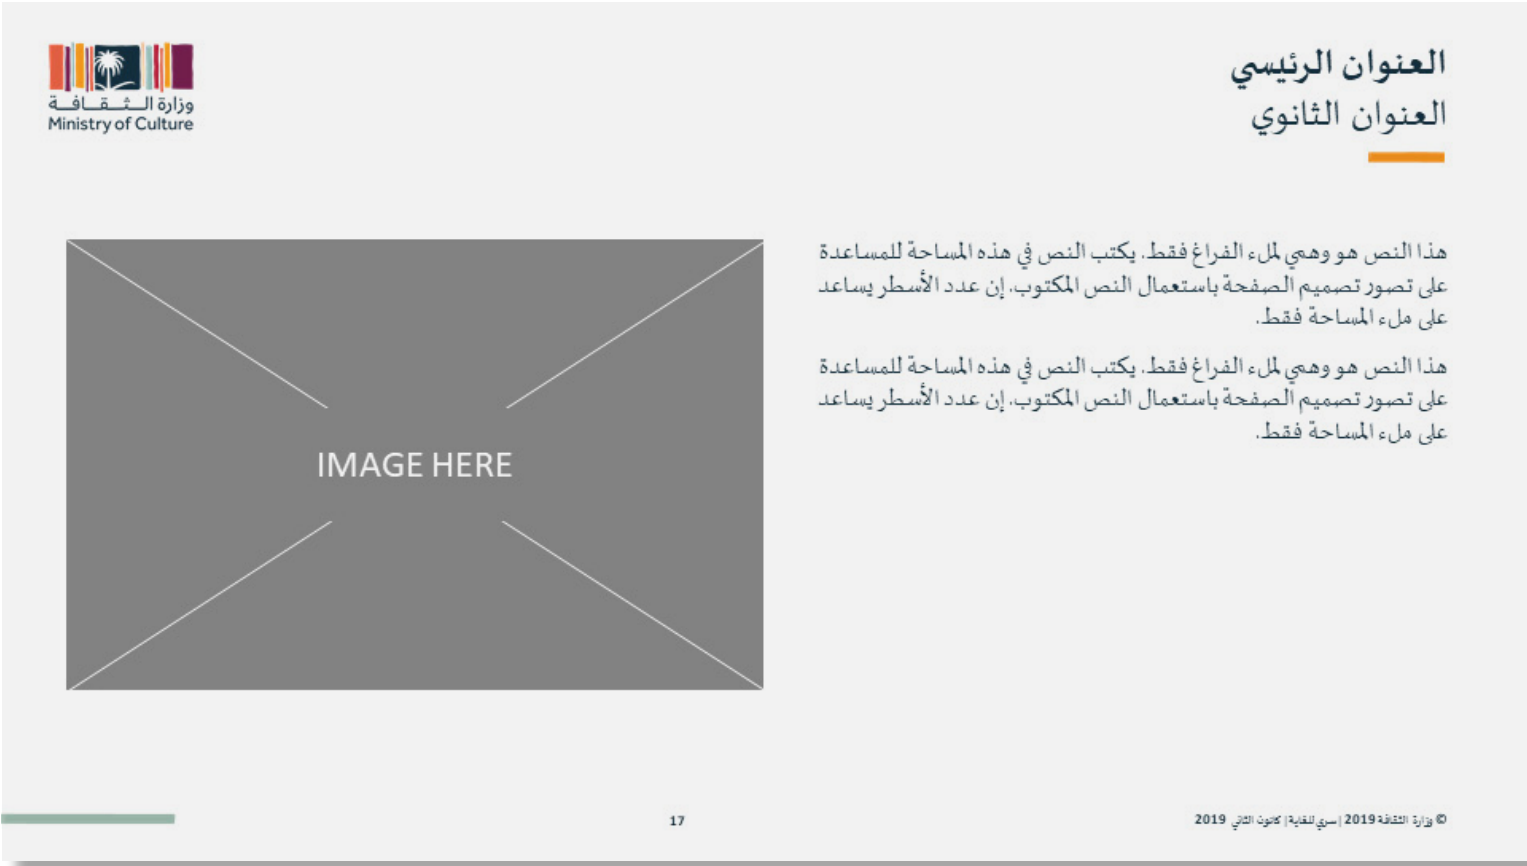 العنوان الرئيسي
العنوان الثانوي
وزارة الـثـقـافـة
Ministry of Culture
هذا النص هو وهمي لملء الفراغ فقط. يكتب النص في هذه المساحة للمساعدة
على تصور تصميم الصفحة باستعمال النص المكتوب. إن عدد الأسطر يساعد
على ملء المساحة فقط.
هذا النص هو وهمي لملء الفراغ فقط. يكتب النص في هذه المساحة للمساعدة
على تصور تصميم الصفحة باستعمال النص المكتوب. إن عدد الأسطر يساعد
على ملء المساحة فقط.
IMAGE HERE
© وزارة الثقافة 2019 | سري للغاية | كانون الثاني 2019
17